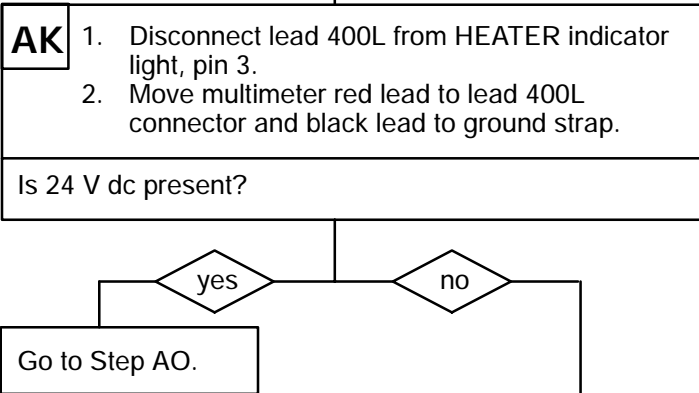 AK 1. Disconnect lead 400L from HEATER indicator
light, pin 3.
2. Move multimeter red lead to lead 400L
connector and black lead to ground strap.
Is 24 V dc present?
yes no
Go to Step AO.